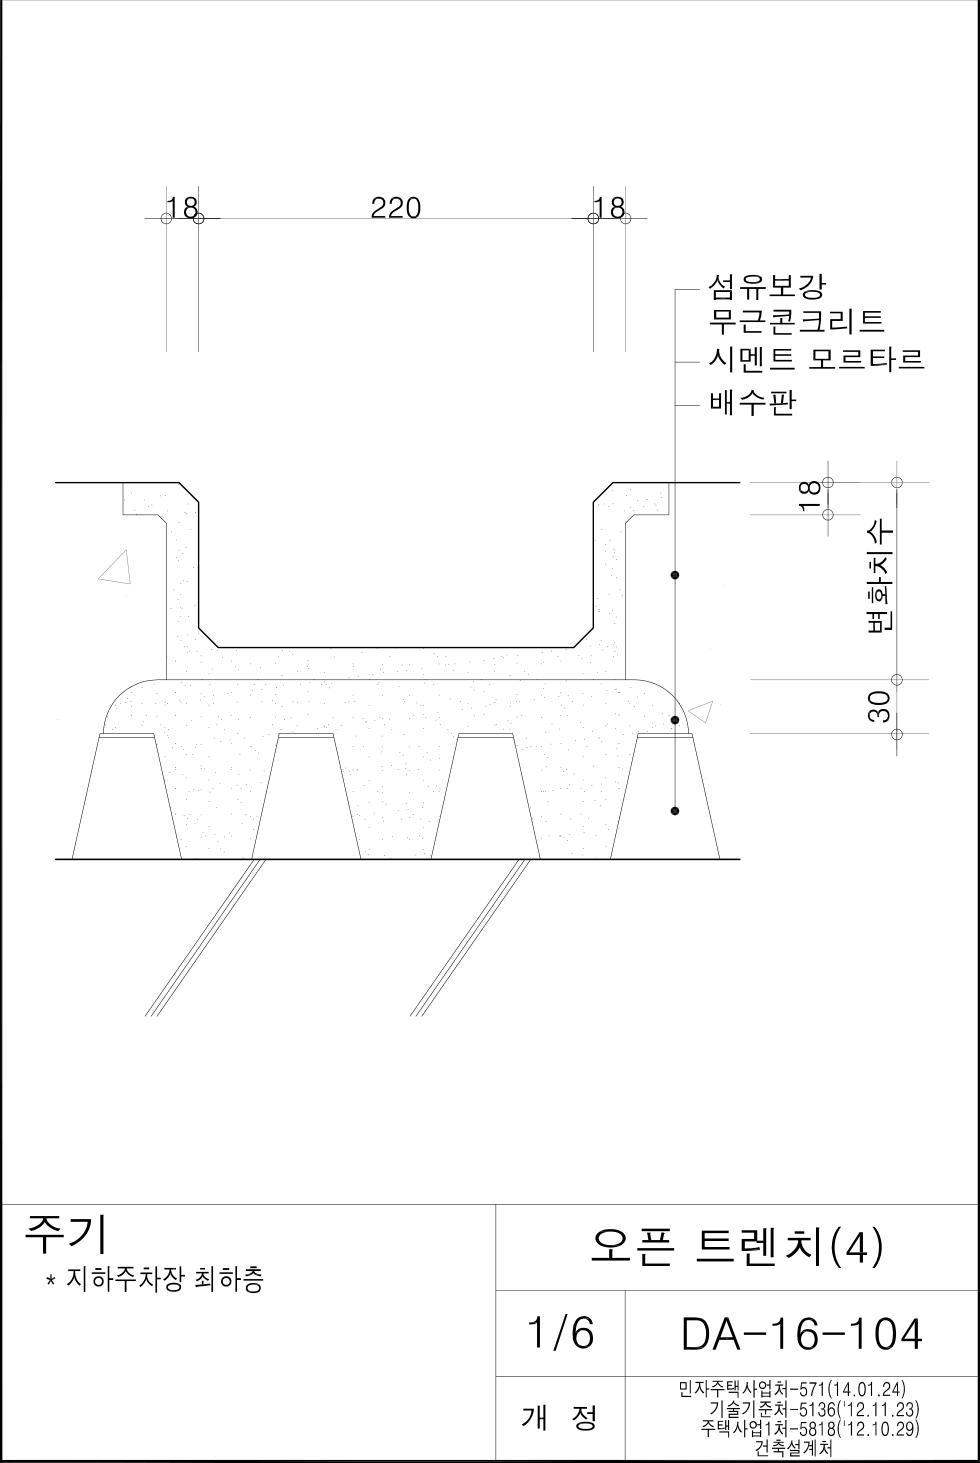 18 220 18
섬유보강
무근콘크리트
시멘트 모르타르
배수판
18
변화치수
30
주기
* 지하주차장 최하층
오픈 트렌치(4)
1/6
DA-16-104
개 정
민자주택사업처-571(14.01.24)
기술기준처-5136('12.11.23)
주택사업1처-5818('12.10.29)
건축설계처